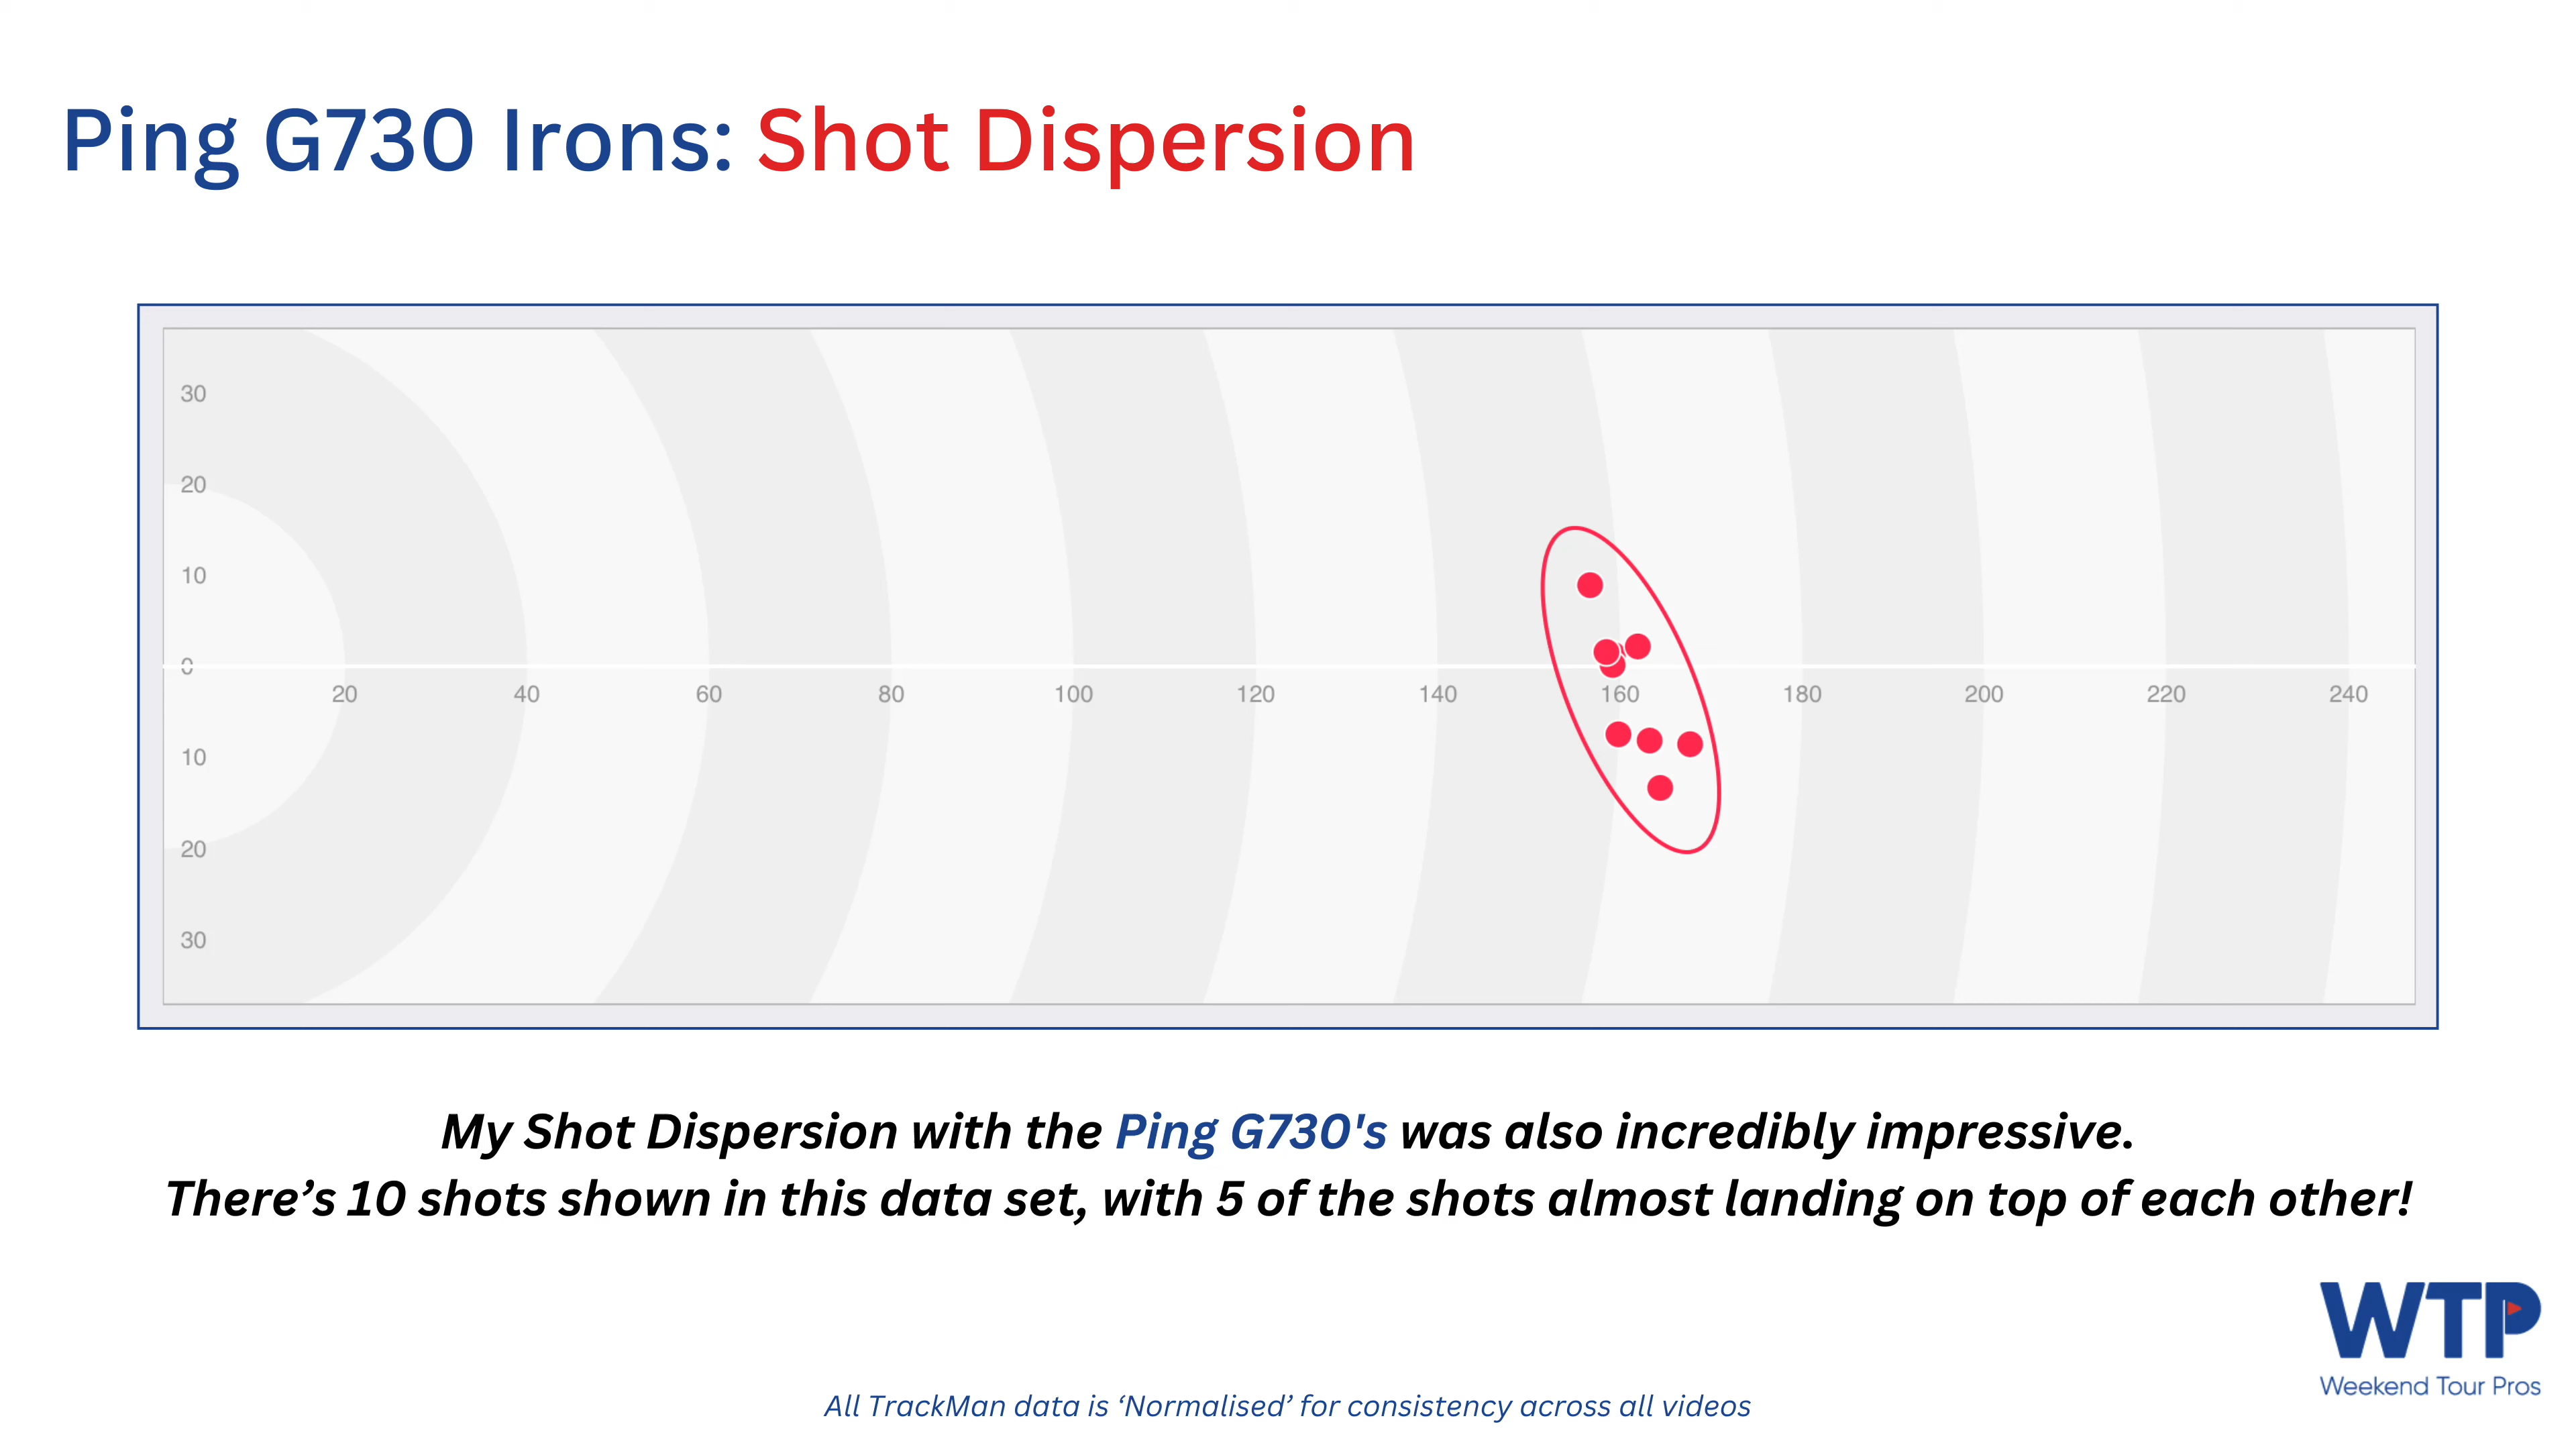 Ping G730 Irons: Shot Dispersion
30
20
10
0
20 40 60 80 100 120 140 160 180 200 220 240
10
20
30
My Shot Dispersion with the Ping G730's was also incredibly impressive.
There’s 10 shots shown in this data set, with 5 of the shots almost landing on top of each other!
WTP
Weekend Tour Pros
All TrackMan data is ‘Normalised’ for consistency across all videos